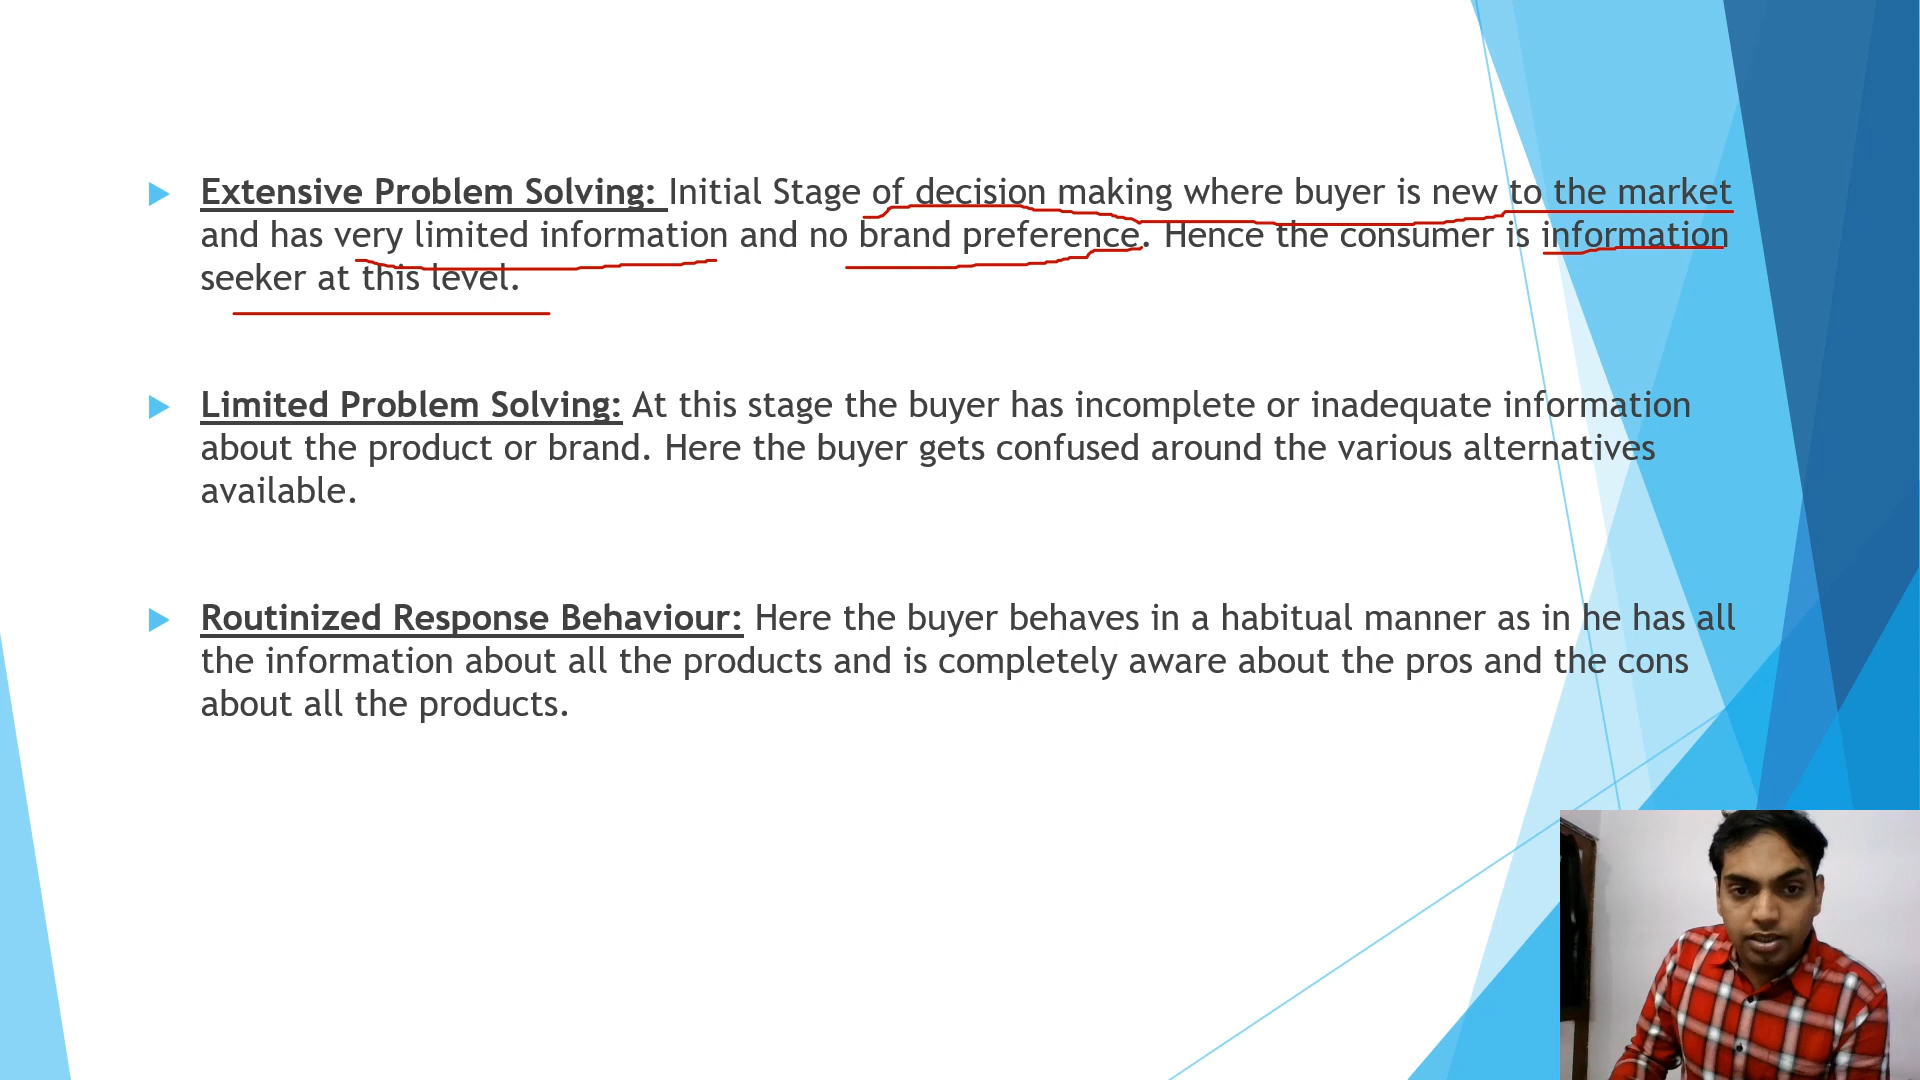 Extensive Problem Solving: Initial Stage of decision making where buyer is new to the market
and has very limited information and no brand preference. Hence the consumer is information
seeker at this level.
Limited Problem Solving: At this stage the buyer has incomplete or inadequate information
about the product or brand. Here the buyer gets confused around the various alternatives
available.
Routinized Response Behaviour: Here the buyer behaves in a habitual manner as in he has all
the information about all the products and is completely aware about the pros and the cons
about all the products.